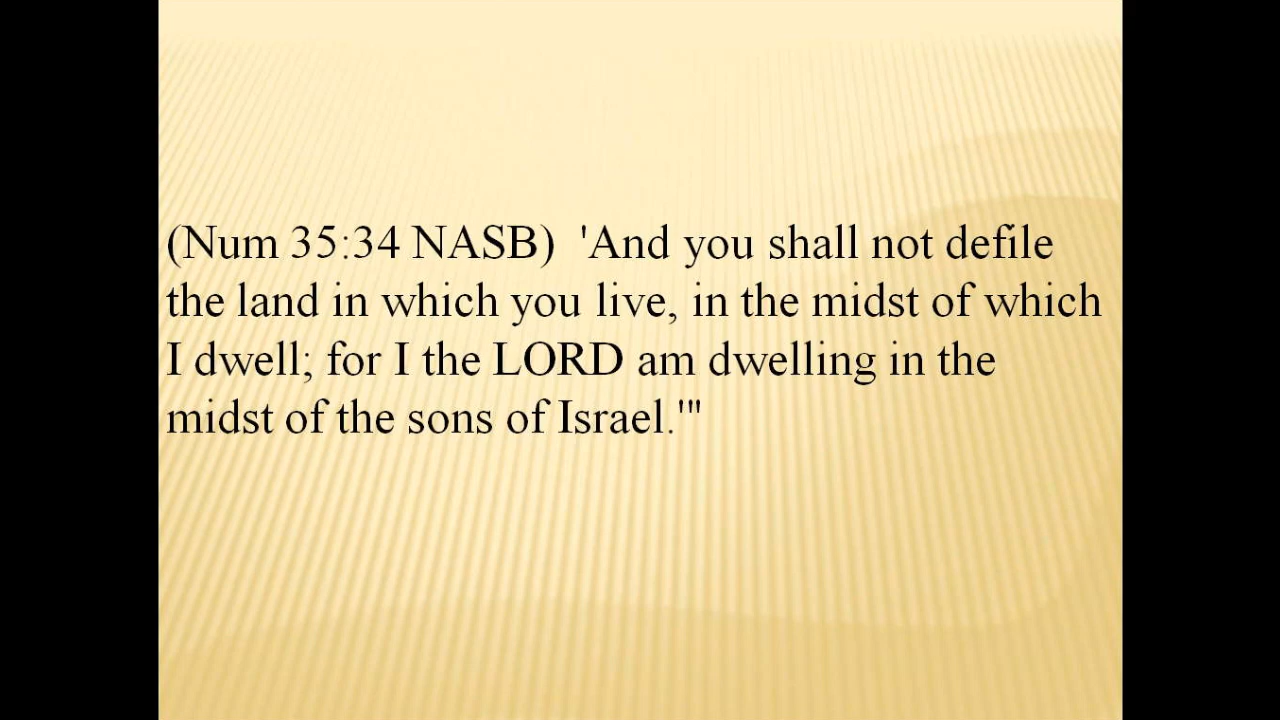 (Num 35:34 NASB)  'And you shall not defile
the land in which you live, in the midst of which
I dwell; for I the LORD am dwelling in the
midst of the sons of Israel.'"